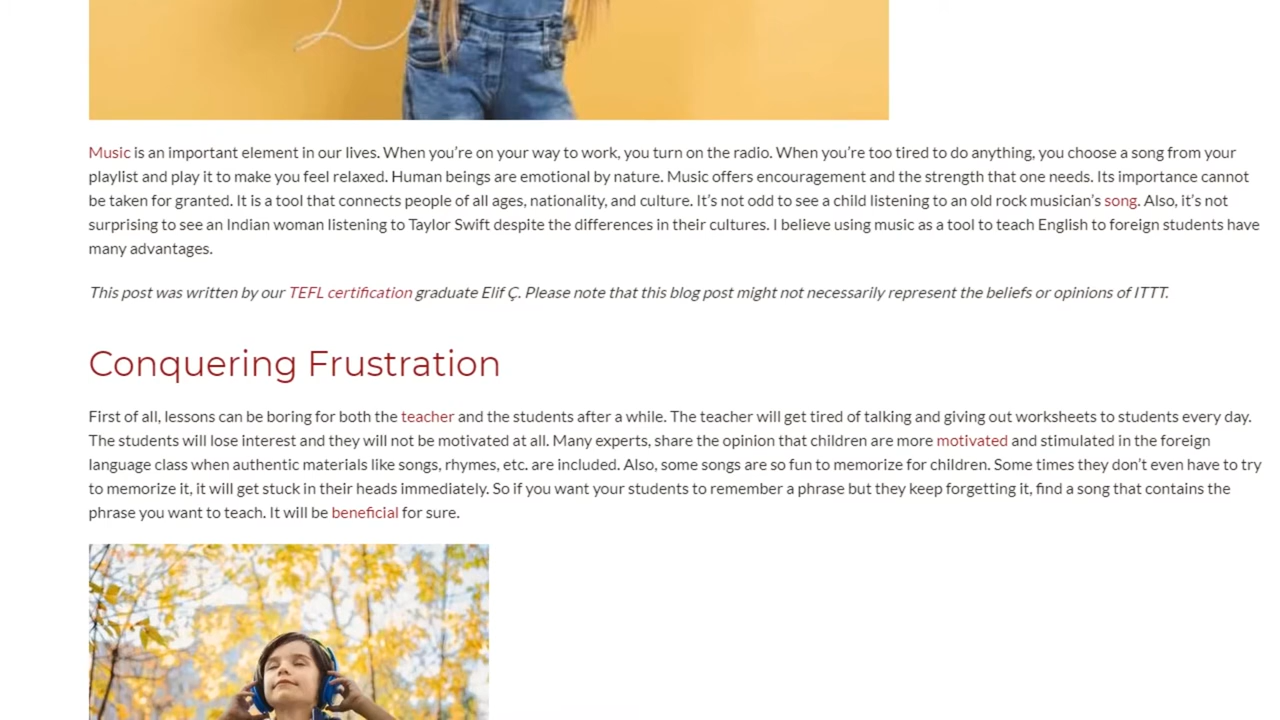 Music is an important element in our lives. When you're on your way to work, you turn on the radio. When you're too tired to do anything, you choose a song from your
playlist and play it to make you feel relaxed. Human beings are emotional by nature. Music offers encouragement and the strength that one needs. Its importance cannot
be taken for granted. It is a tool that connects people of all ages, nationality, and culture. It's not odd to see a child listening to an old rock musician's song. Also, it's not
surprising to see an Indian woman listening to Taylor Swift despite the differences in their cultures. I believe using music as a tool to teach English to foreign students have
many advantages.
This post was written by our TEFL certification graduate Elif Ç. Please note that this blog post might not necessarily represent the beliefs or opinions of ITTT.
Conquering Frustration
First of all, lessons can be boring for both the teacher and the students after a while. The teacher will get tired of talking and giving out worksheets to students every day.
The students will lose interest and they will not be motivated at all. Many experts, share the opinion that children are more motivated and stimulated in the foreign
language class when authentic materials like songs, rhymes, etc. are included. Also, some songs are so fun to memorize for children. Some times they don't even have to try
to memorize it, it will get stuck in their heads immediately. So if you want your students to remember a phrase but they keep forgetting it, find a song that contains the
phrase you want to teach. It will be beneficial for sure.